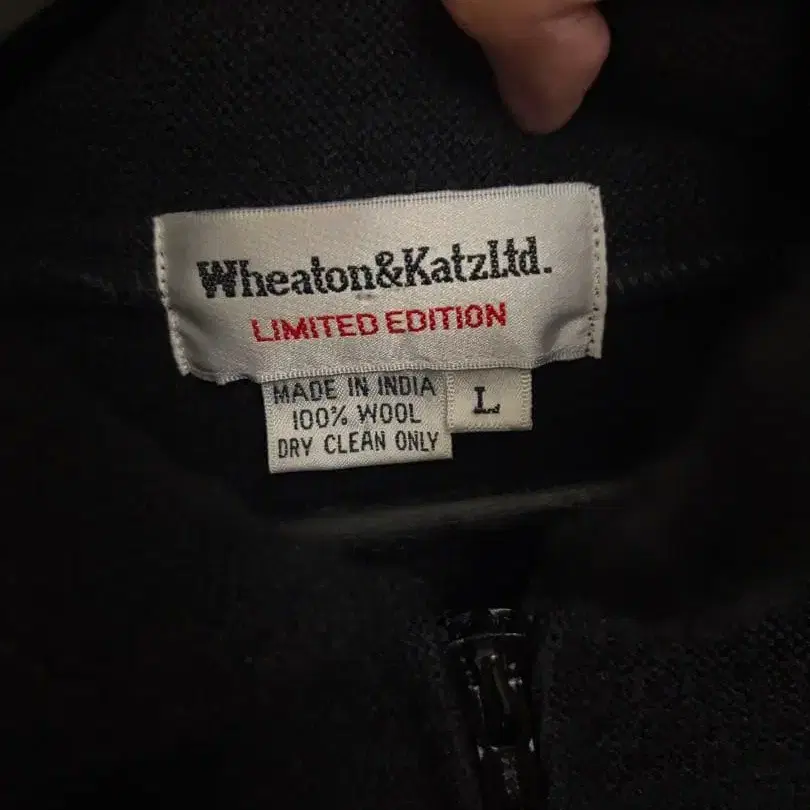 Wheaton&KatzLtd.
LIMITED EDITION
MADE IN INDIA
100% WOOL
DRY CLEAN ONLY
L